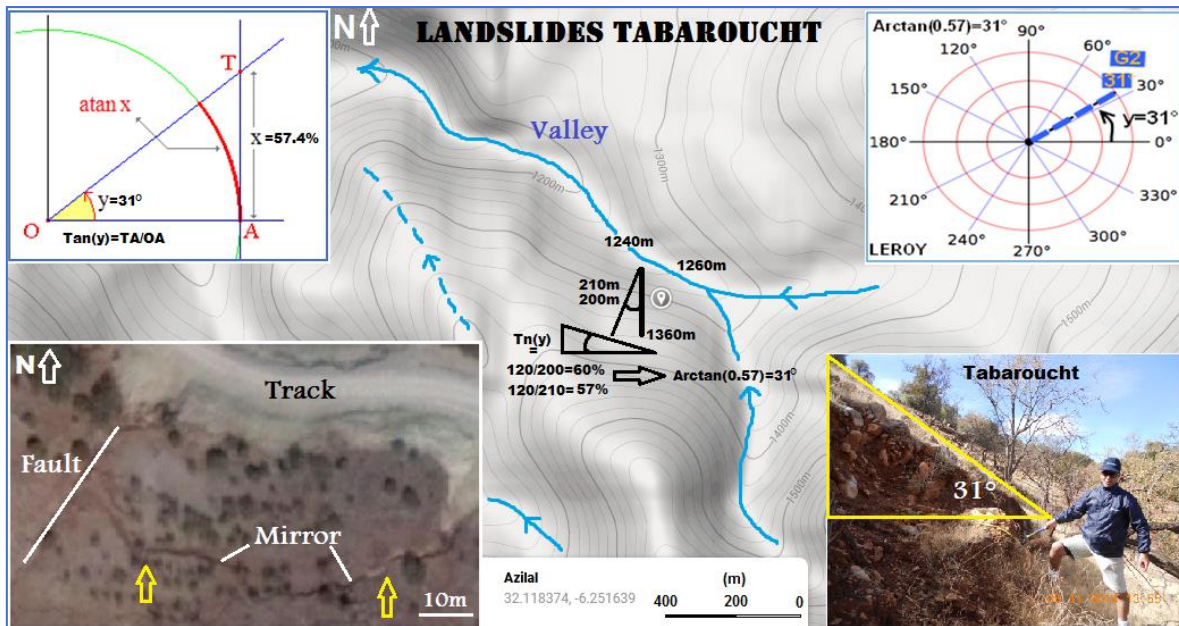 LANDSLIDES TABAROUCHT
N
T
atan x
x =57.4%
y=31°
O
A
Tan(y)=TA/OA
Valley
1200m
1300m
1240m
1260m
210m
200m
1360m
Tn(y)
=
120/200=60%
120/210= 57%
Arctan(0.57)=31°
1400m
1500m
1500m
Arctan(0.57)=31°
90°
120°
60°
G2
31°
150°
30°
y=31°
180°
0°
210°
330°
240°
300°
270°
LEROY
N
Track
Fault
Mirror
10m
Azilal
32.118374, -6.251639
(m)
400 200 0
Tabaroucht
31°